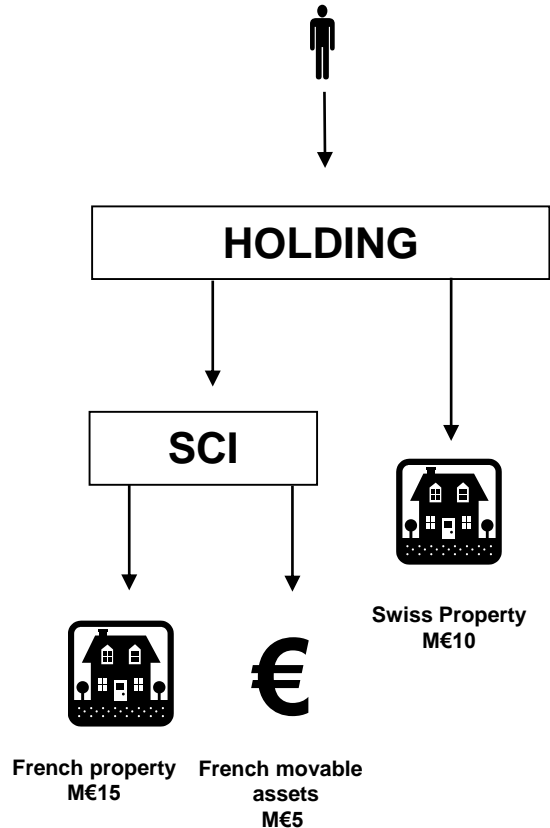 HOLDING
SCI
Swiss Property
M€10
€
French property
M€15
French movable
assets
M€5